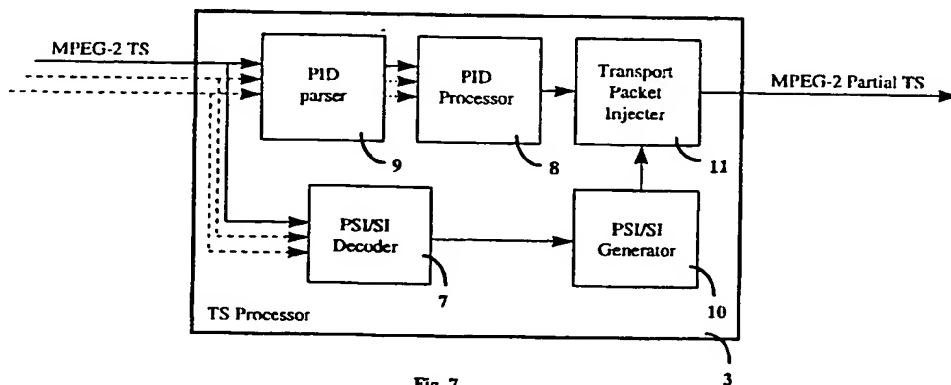 MPEG-2 TS
PID
parser
9
PID
Processor
8
Transport
Packet
Injecter
11
MPEG-2 Partial TS
PSI/SI
Decoder
7
PSI/SI
Generator
10
TS Processor
3
Fig. 7